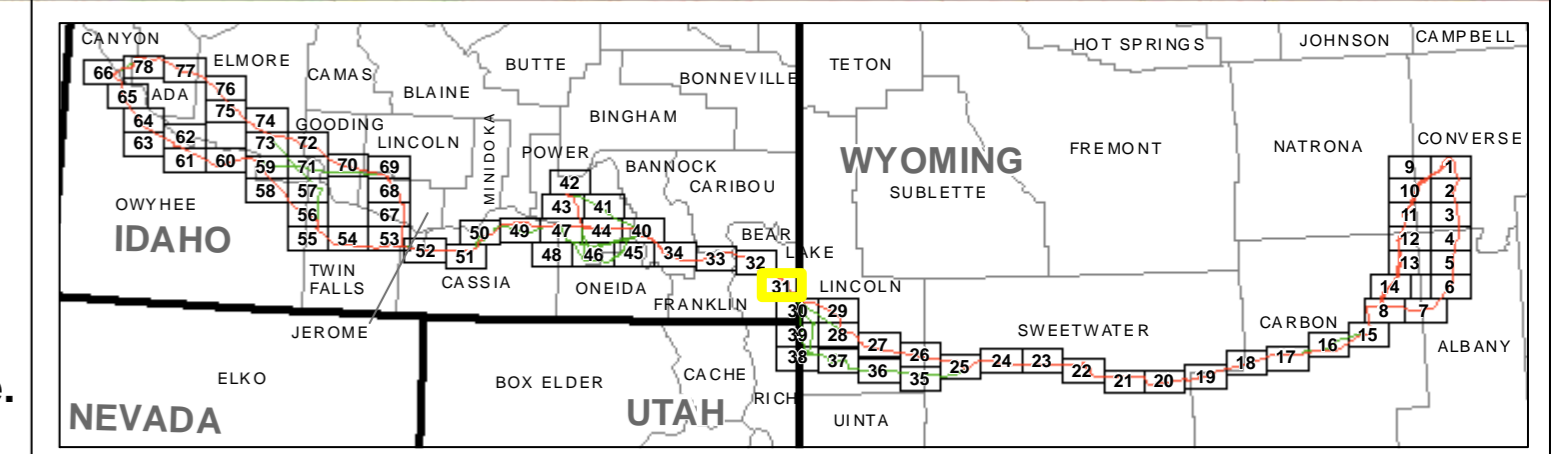 CANYON
HOT SPRINGS
JOHNSON
CAMPBELL
66
78
77
ELMORE
CAMAS
BUTTE
BONNEVILLE
TETON
65
ADA
76
BLAINE
64
75
74
BINGHAM
63
62
73
GOODING
72
LINCOLN
MINIDOKA
POWER
BANNOCK
WYOMING
FREMONT
NATRONA
CONVERSE
61
60
59
71
70
69
42
CARIBOU
SUBLETTE
9
1
58
57
68
43
41
10
2
OWYHEE
IDAHO
56
67
11
3
55
54
53
52
51
50
49
47
44
40
BEAR
LAKE
12
4
48
46
45
34
33
32
13
5
TWIN
FALLS
CASSIA
ONEIDA
FRANKLIN
31
LINCOLN
14
6
JEROME
30
29
8
7
39
28
27
SWEETWATER
CARBON
15
ALBANY
38
37
26
25
24
23
22
21
20
19
18
17
16
36
35
ELKO
BOX ELDER
CACHE
RICH
UINTA
NEVADA
UTAH
e.